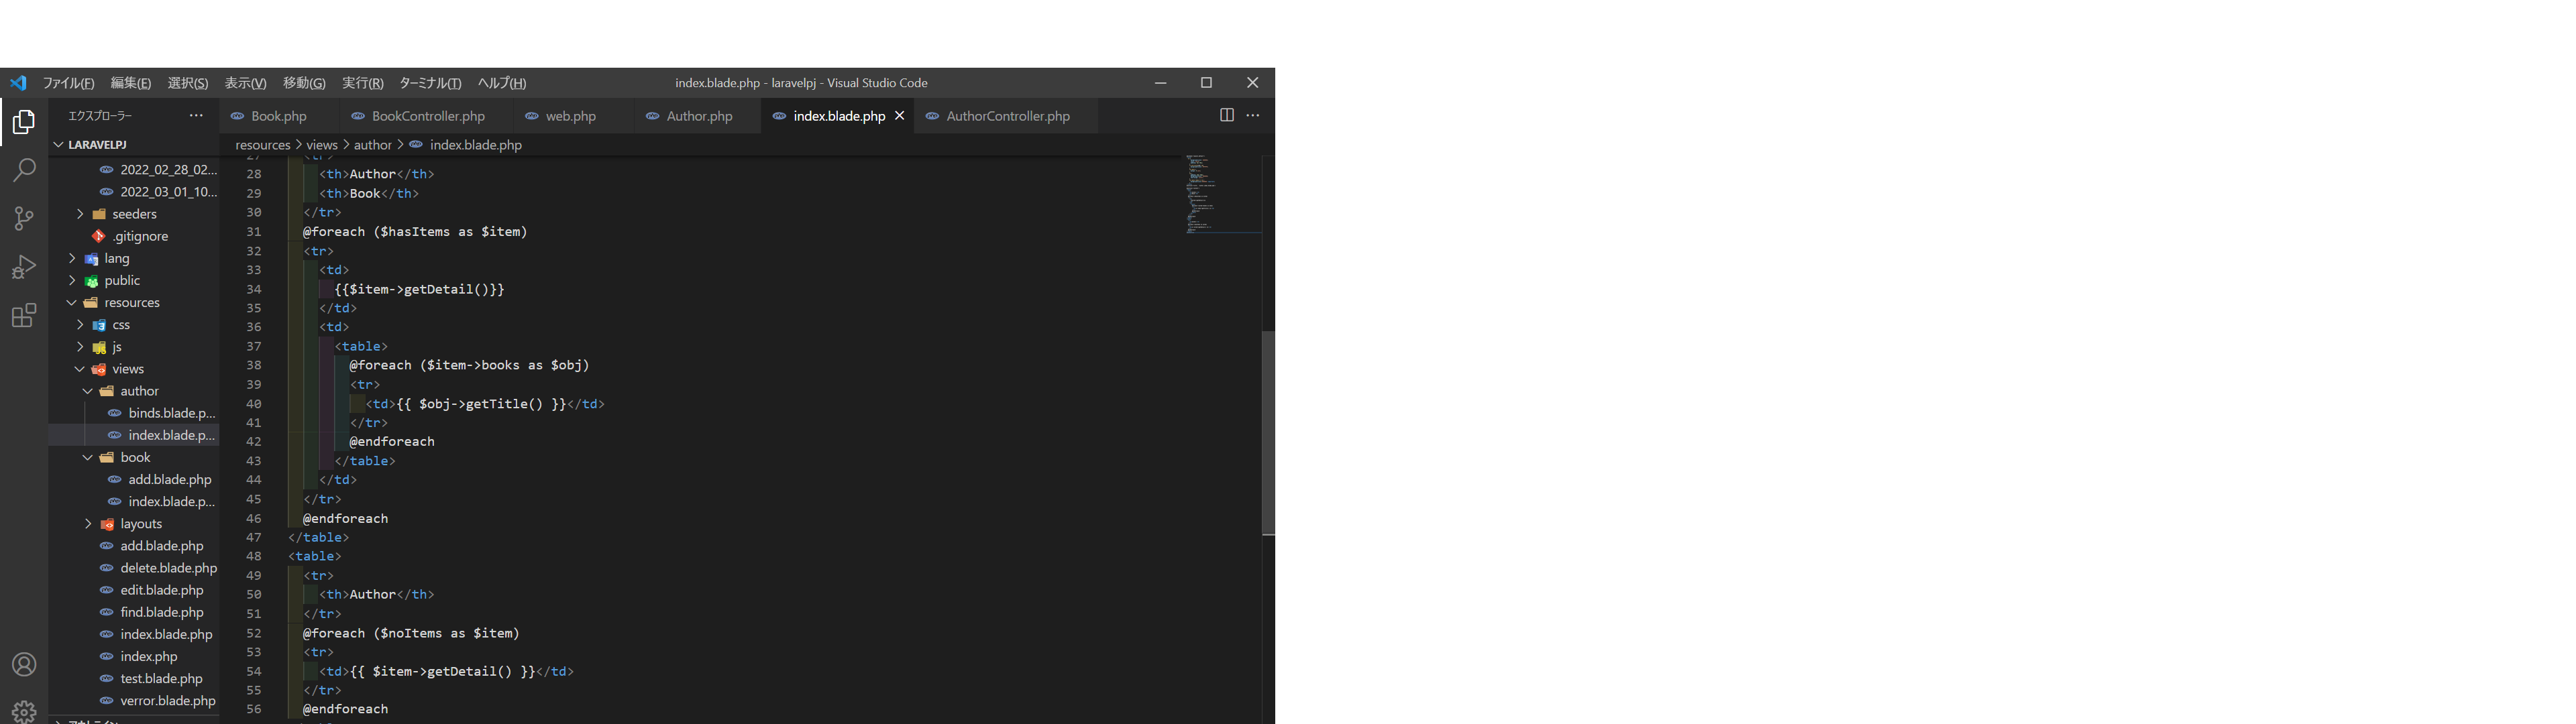 ファイル(F) 編集(E) 選択(S) 表示(V) 移動(G) 実行(R) ターミナル(T) ヘルプ(H) index.blade.php - laravelpj - Visual Studio Code
エクスプローラー
Book.php BookController.php web.php Author.php index.blade.php AuthorController.php
LARAVELPJ
2022_02_28_02...
2022_03_01_10...
seeders
.gitignore
lang
public
resources
css
js
views
author
binds.blade.p...
index.blade.p...
book
add.blade.php
index.blade.p...
layouts
add.blade.php
delete.blade.php
edit.blade.php
find.blade.php
index.blade.php
index.php
test.blade.php
verror.blade.php
resources > views > author > index.blade.php
27 <tr>
28 <th>Author</th>
29 <th>Book</th>
30 </tr>
31 @foreach ($hasItems as $item)
32 <tr>
33 <td>
34 {{$item->getDetail()}}
35 </td>
36 <td>
37 <table>
38 @foreach ($item->books as $obj)
39 <tr>
40 <td>{{ $obj->getTitle() }}</td>
41 </tr>
42 @endforeach
43 </table>
44 </td>
45 </tr>
46 @endforeach
47 </table>
48 <table>
49 <tr>
50 <th>Author</th>
51 </tr>
52 @foreach ($noItems as $item)
53 <tr>
54 <td>{{ $item->getDetail() }}</td>
55 </tr>
56 @endforeach